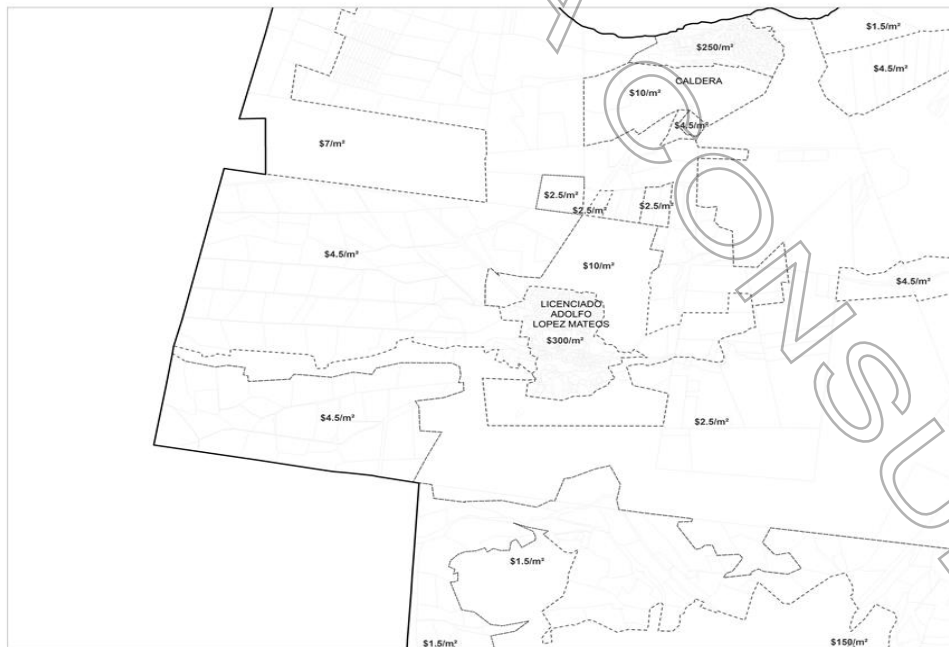 $1.5/m²
$250/m²
$4.5/m²
CALDERA
$10/m²
$4.5/m²
$7/m²
$2.5/m²
$2.5/m²
$2.5/m²
$4.5/m²
$10/m²
$4.5/m²
LICENCIADO
ADOLFO
LOPEZ MATEOS
$300/m²
$4.5/m²
$2.5/m²
$1.5/m²
$1.5/m²
$150/m²
CONSU